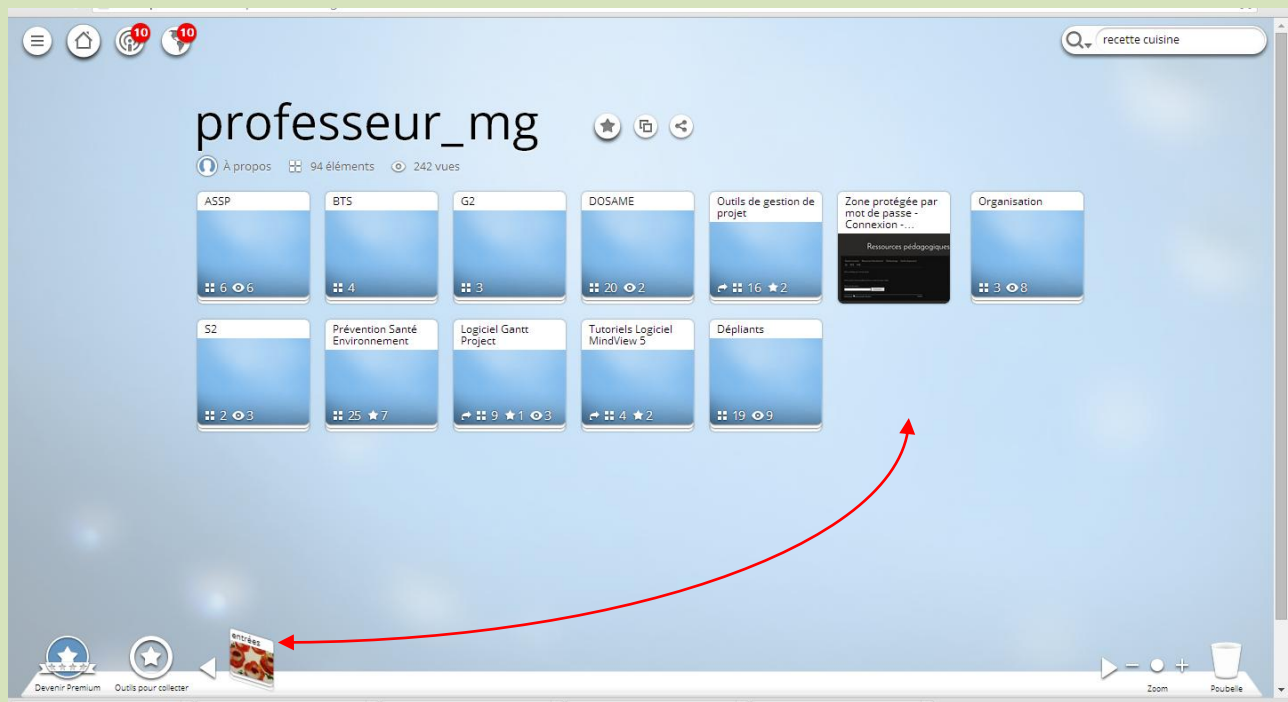 10
10
recette cuisine
professeur_mg
À propos 94 éléments 242 vues
ASSP
6 6
BTS
4
G2
3
DOSAME
20 2
Outils de gestion de
projet
16 2
Zone protégée par
mot de passe -
Connexion -...
Ressources pédagogiques
Organisation
3 8
S2
2 3
Prévention Santé
Environnement
25 7
Logiciel Gantt
Project
9 1 3
Tutoriels Logiciel
MindView 5
4 2
Dépliants
19 9
entrées
Devenir Premium
Outils pour collecter
Zoom
Poubelle